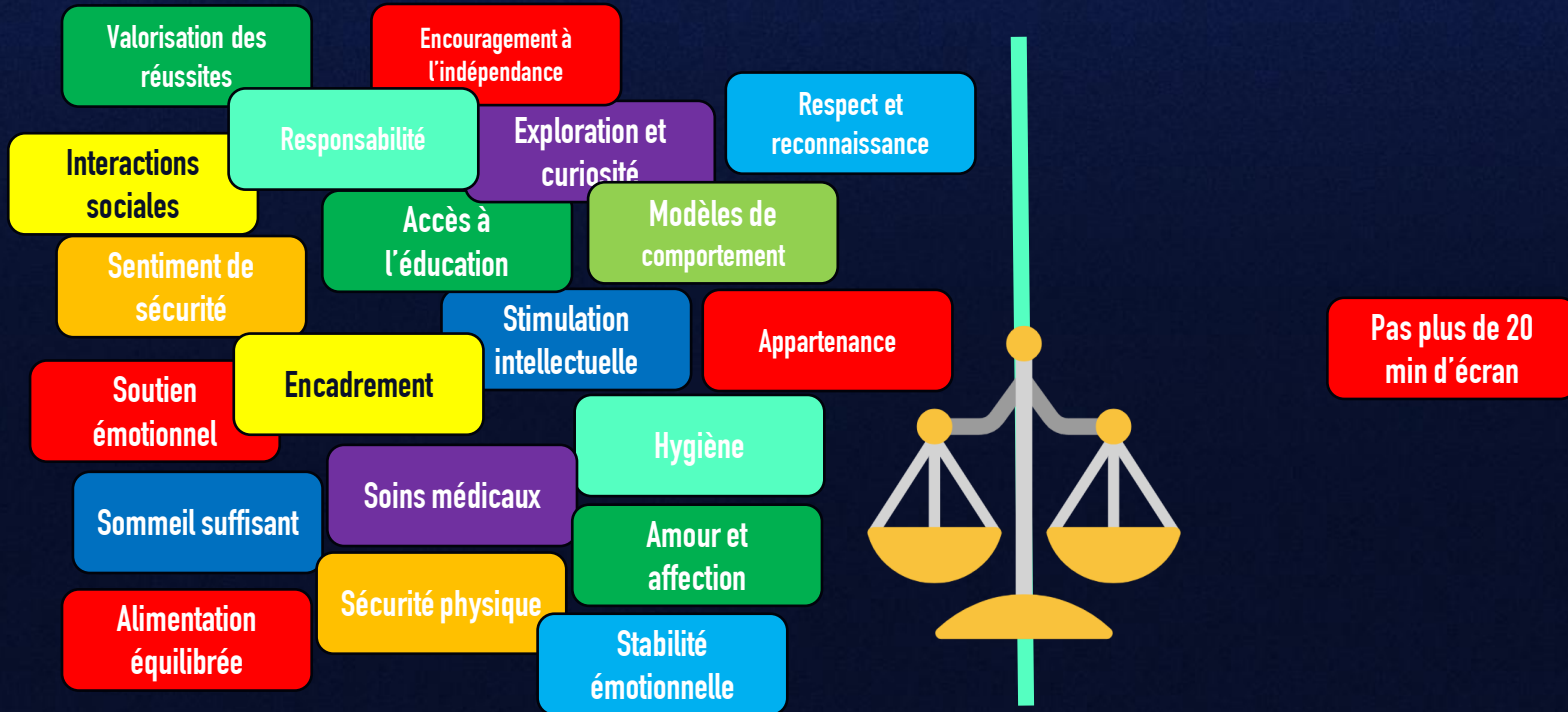 Valorisation des
réussites
Encouragement à
l'indépendance
Respect et
reconnaissance
Responsabilité
Exploration et
curiosité
Interactions
sociales
Accès à
l'éducation
Modèles de
comportement
Sentiment de
sécurité
Stimulation
intellectuelle
Appartenance
Pas plus de 20
min d'écran
Soutien
émotionnel
Encadrement
Hygiène
Soins médicaux
Sommeil suffisant
Amour et
affection
Sécurité physique
Alimentation
équilibrée
Stabilité
émotionnelle